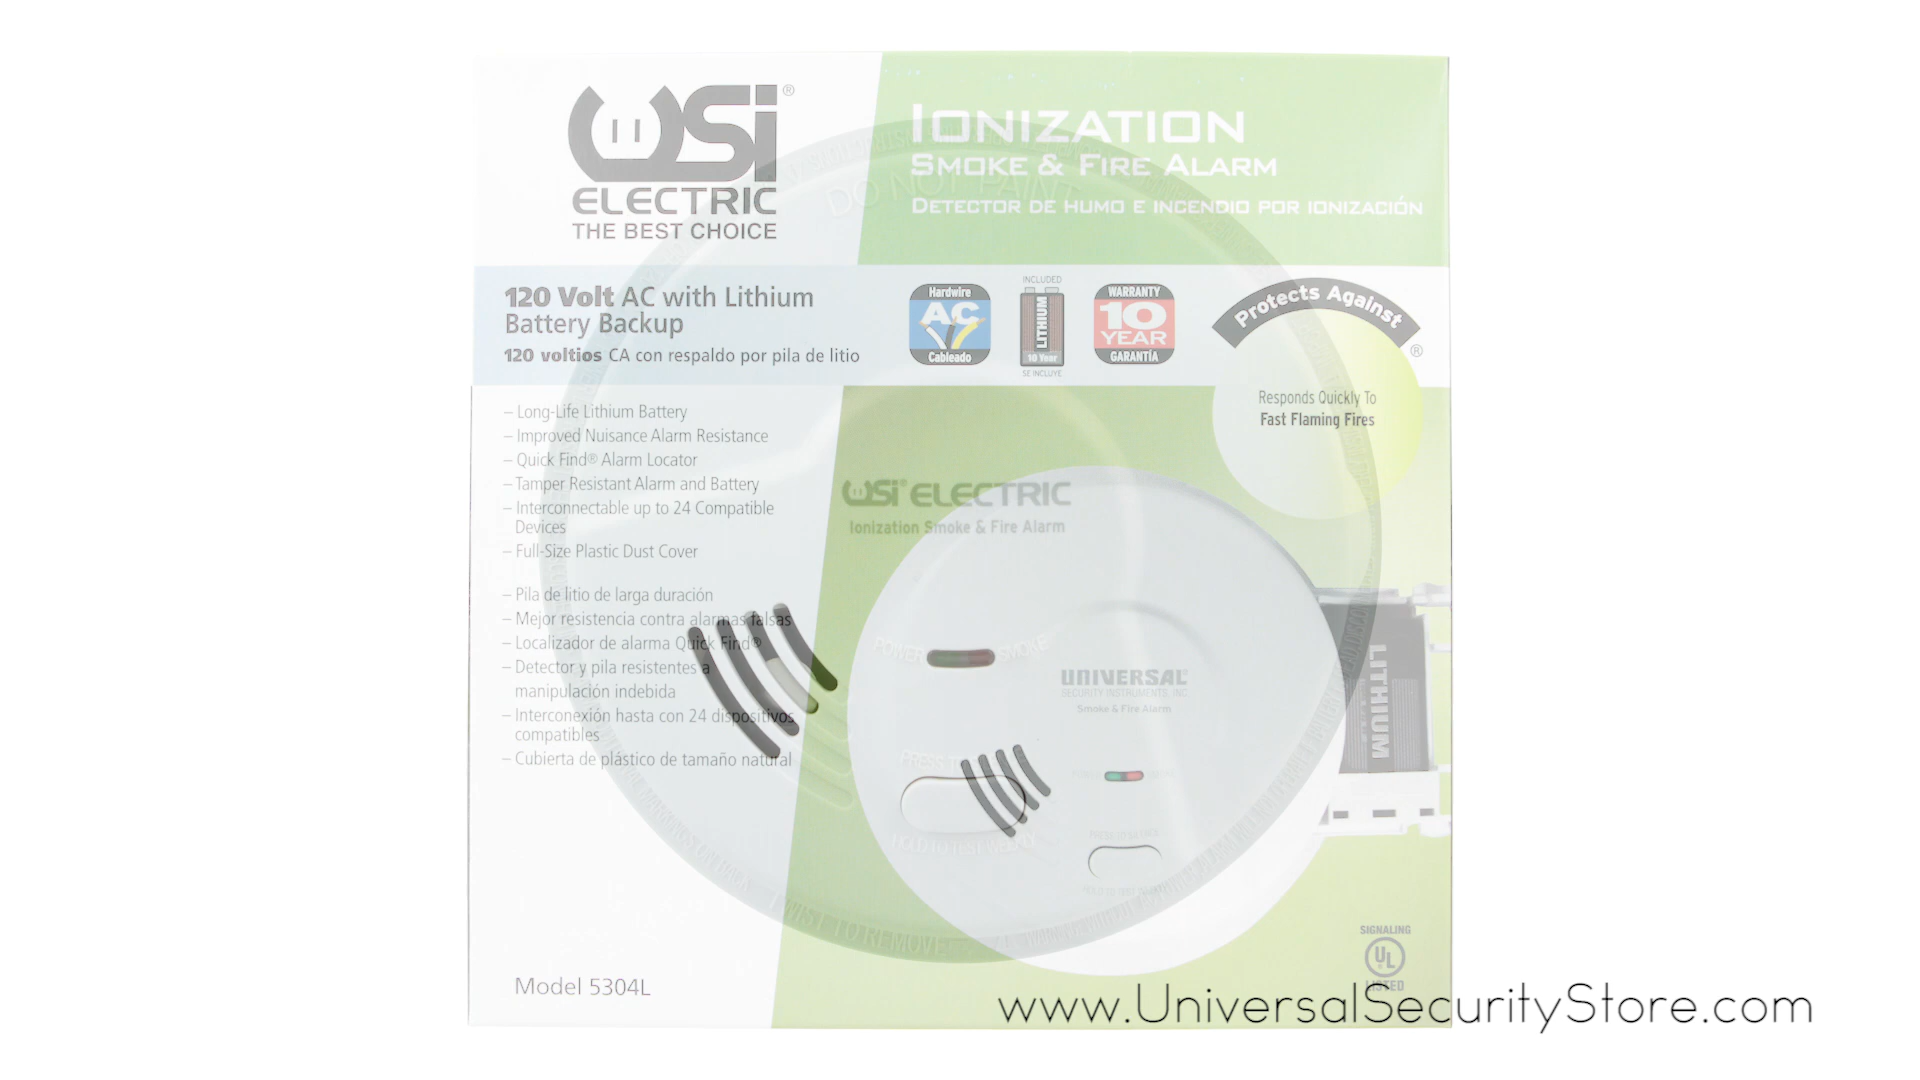 USi®
ELECTRIC
THE BEST CHOICE
IONIZATION
SMOKE & FIRE ALARM
DETECTOR DE HUMO E INCENDIO POR IONIZACIÓN
DO NOT PAINT
120 Volt AC with Lithium
Battery Backup
120 voltios CA con respaldo por pila de litio
Hardwire
AC
Cableado
INCLUDED
LITHIUM
10 Year
SE INCLUYE
WARRANTY
10
YEAR
GARANTÍA
Protects Against
®
Responds Quickly To
Fast Flaming Fires
– Long-Life Lithium Battery
– Improved Nuisance Alarm Resistance
– Quick Find® Alarm Locator
– Tamper Resistant Alarm and Battery
– Interconnectable up to 24 Compatible
Devices
– Full-Size Plastic Dust Cover
– Pila de litio de larga duración
– Mejor resistencia contra alarmas falsas
– Localizador de alarma Quick Find®
– Detector y pila resistentes a
manipulación indebida
– Interconexión hasta con 24 dispositivos
compatibles
– Cubierta de plástico de tamaño natural
USi® ELECTRIC
Ionization Smoke & Fire Alarm
POWER
SMOKE
UNIVERSAL®
SECURITY INSTRUMENTS, INC.
Smoke & Fire Alarm
LITHIUM
TWIST TO REMOVE
Model 5304L
SIGNALING
UL
LISTED
www.UniversalSecurityStore.com